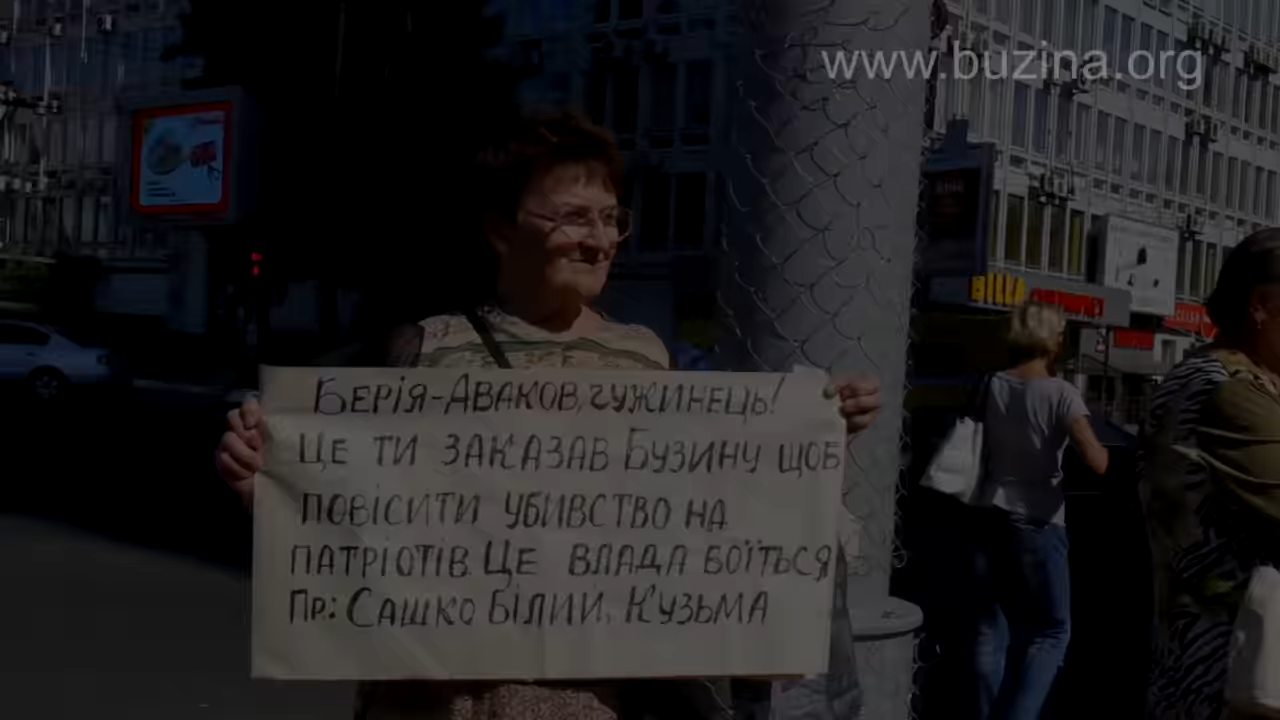 www.buzina.org
БЕРІЯ-АВАКОВ, ЧУЖИНЕЦЬ!
ЦЕ ТИ ЗАКАЗАВ БУЗИНУ ЩОБ
ПОВІСИТИ УБИВСТВО НА
ПАТРІОТІВ. ЦЕ ВЛАДА БОЇТЬСЯ
ПР: САШКО БІЛИЙ, КУЗЬМА